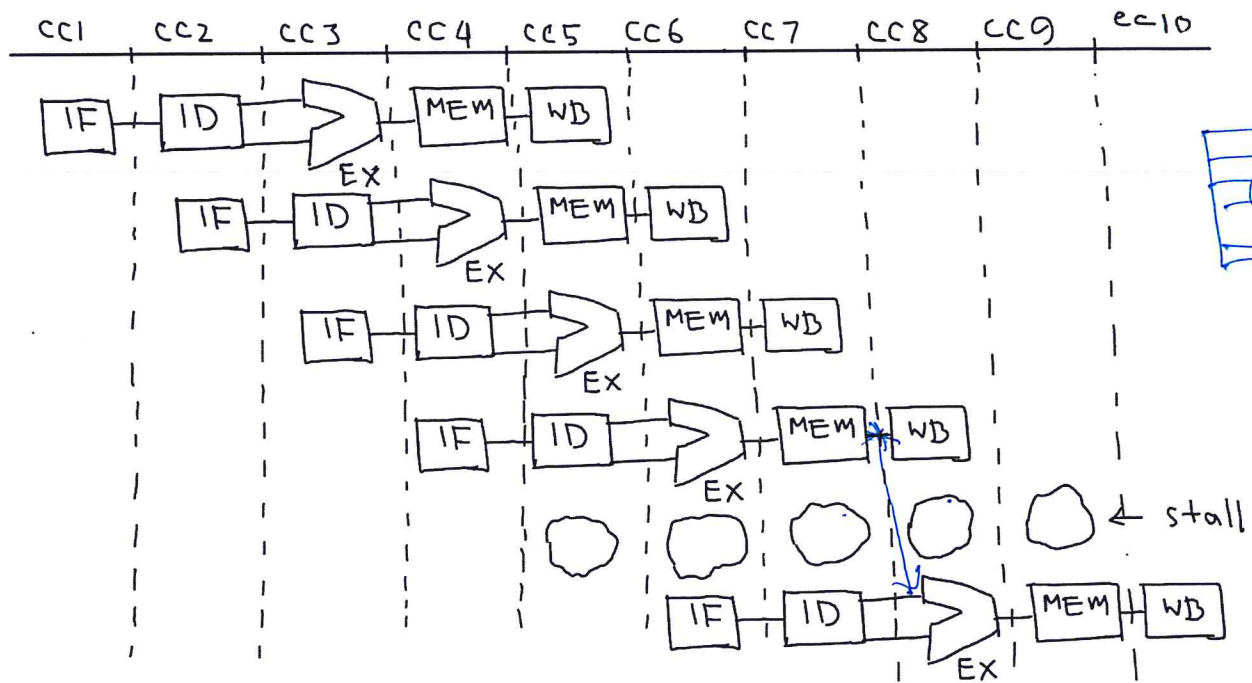 CC1 CC2 CC3 CC4 CC5 CC6 CC7 CC8 CC9 CC10
IF ID MEM WB
EX
IF ID MEM WB
EX
IF ID MEM WB
EX
IF ID MEM WB
EX
← stall
IF ID MEM WB
EX